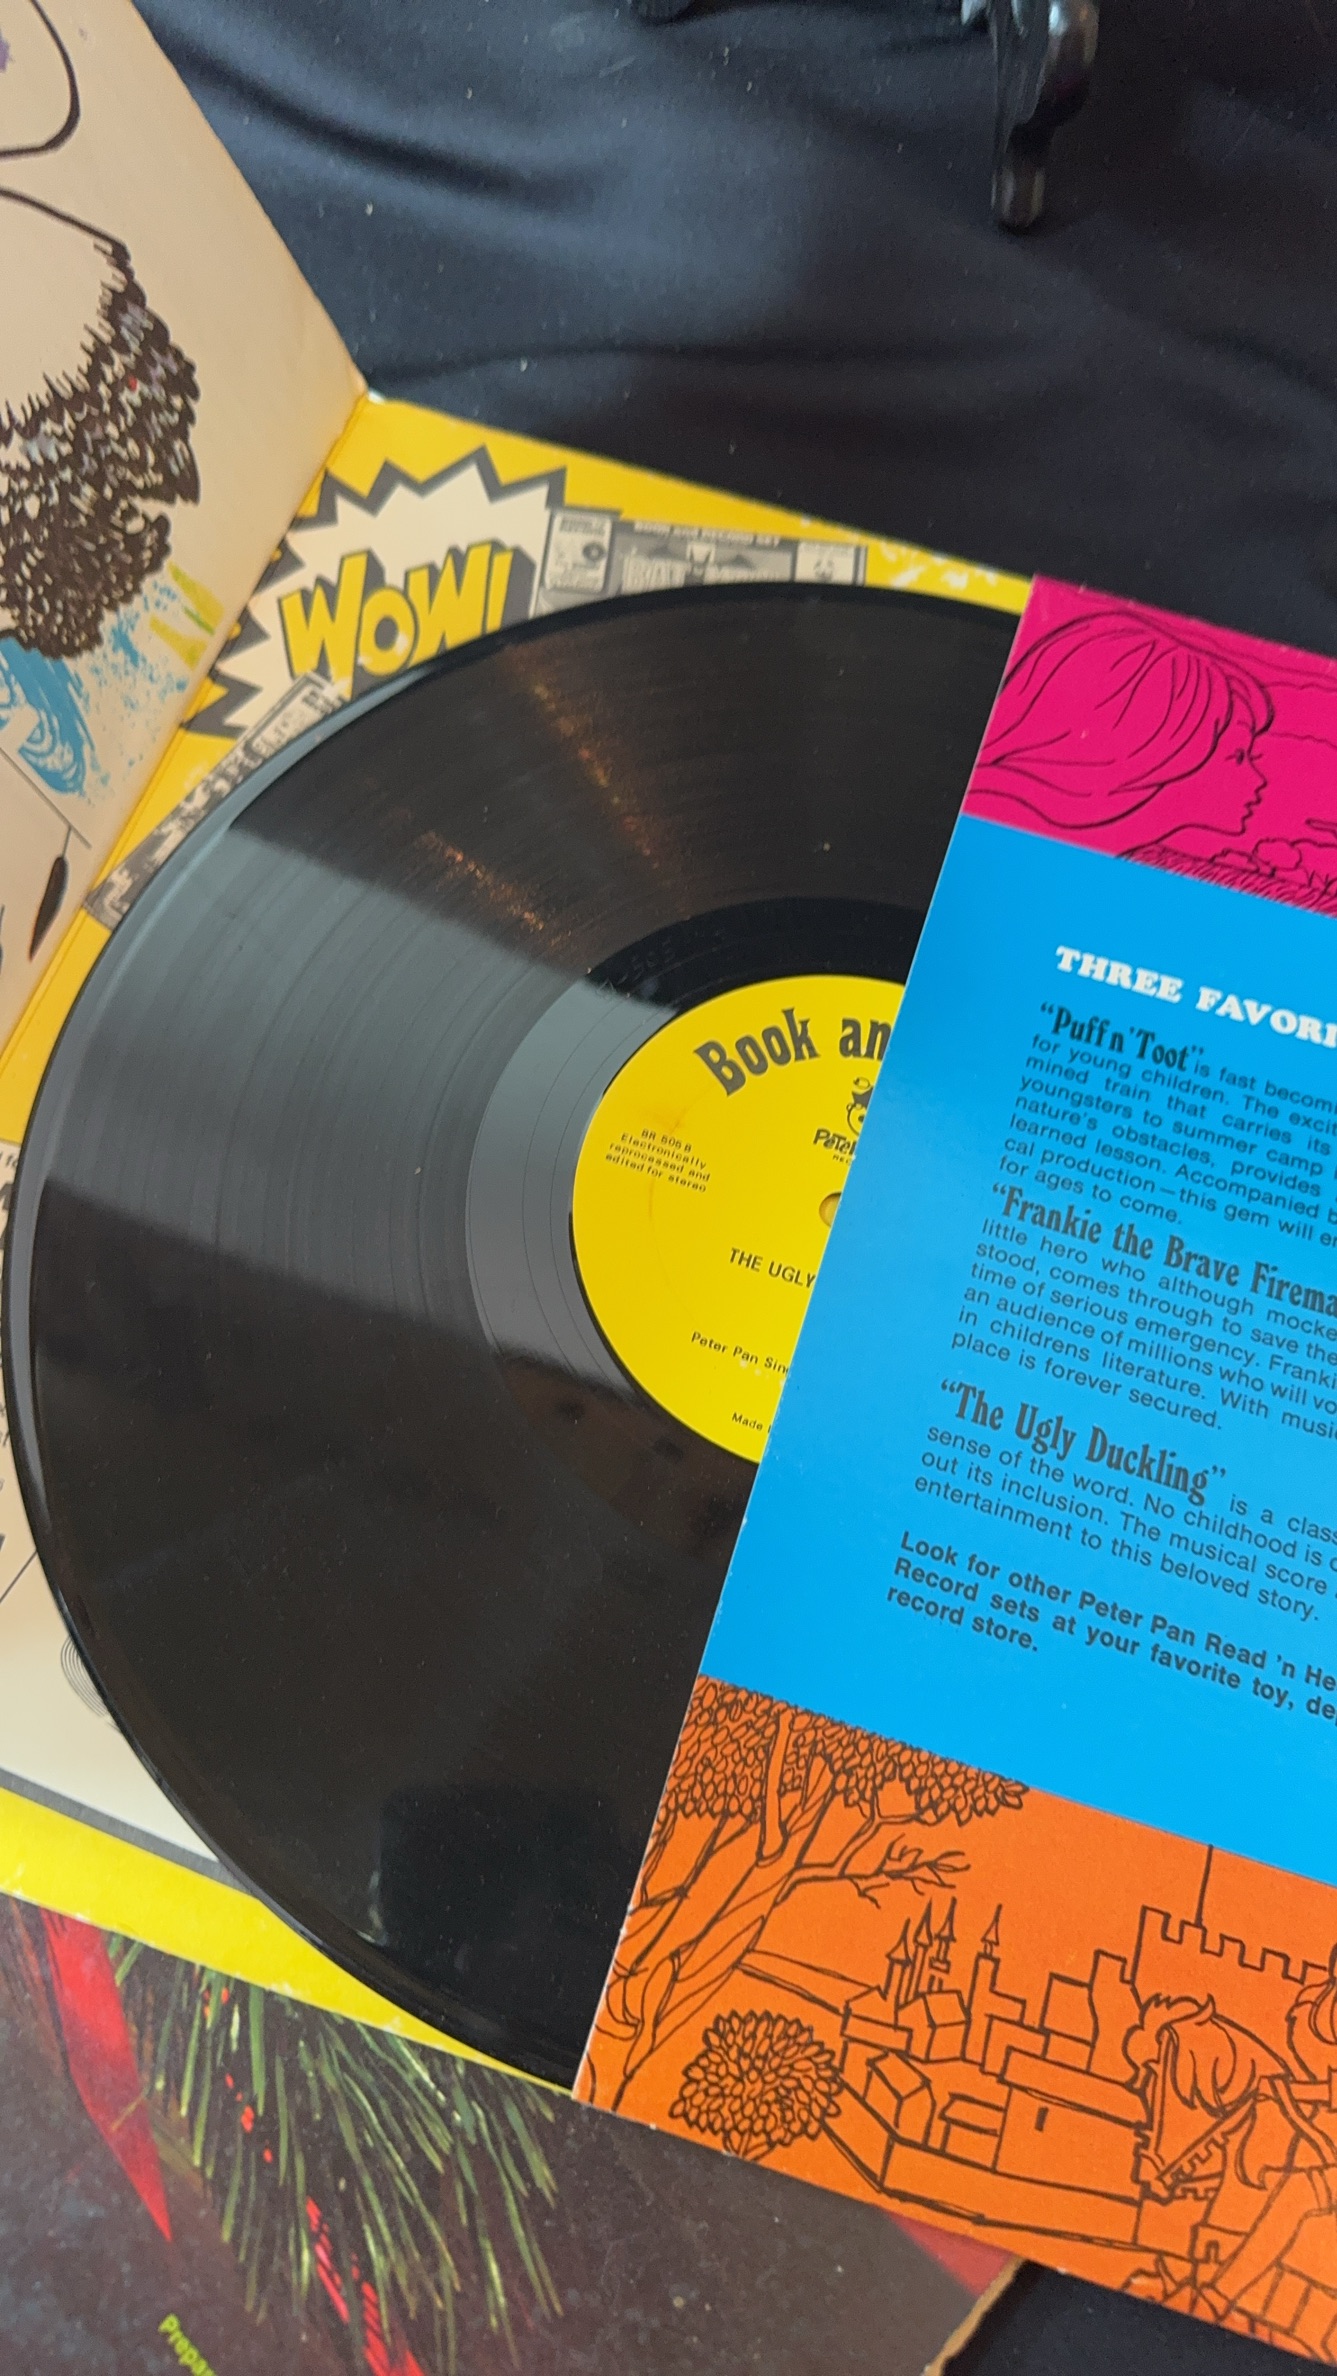 WOW!
Book an
PETER
BR 505 B
Electronically
reprocessed and
edited for stereo
THE UGLY
Peter Pan Sin
Made
THREE FAVORI
“Puff n' Toot” is fast becom
for young children. The excit
mined train that carries its
youngsters to summer camp
nature's obstacles, provides
learned lesson. Accompanied b
cal production—this gem will e
for ages to come.
“Frankie the Brave Firema
little hero who although mocke
stood, comes through to save the
time of serious emergency. Franki
an audience of millions who will vo
in childrens literature. With musi
place is forever secured.
“The Ugly Duckling” is a class
sense of the word. No childhood is c
out its inclusion. The musical score
entertainment to this beloved story.
Look for other Peter Pan Read 'n He
Record sets at your favorite toy, de
record store.
Prepar